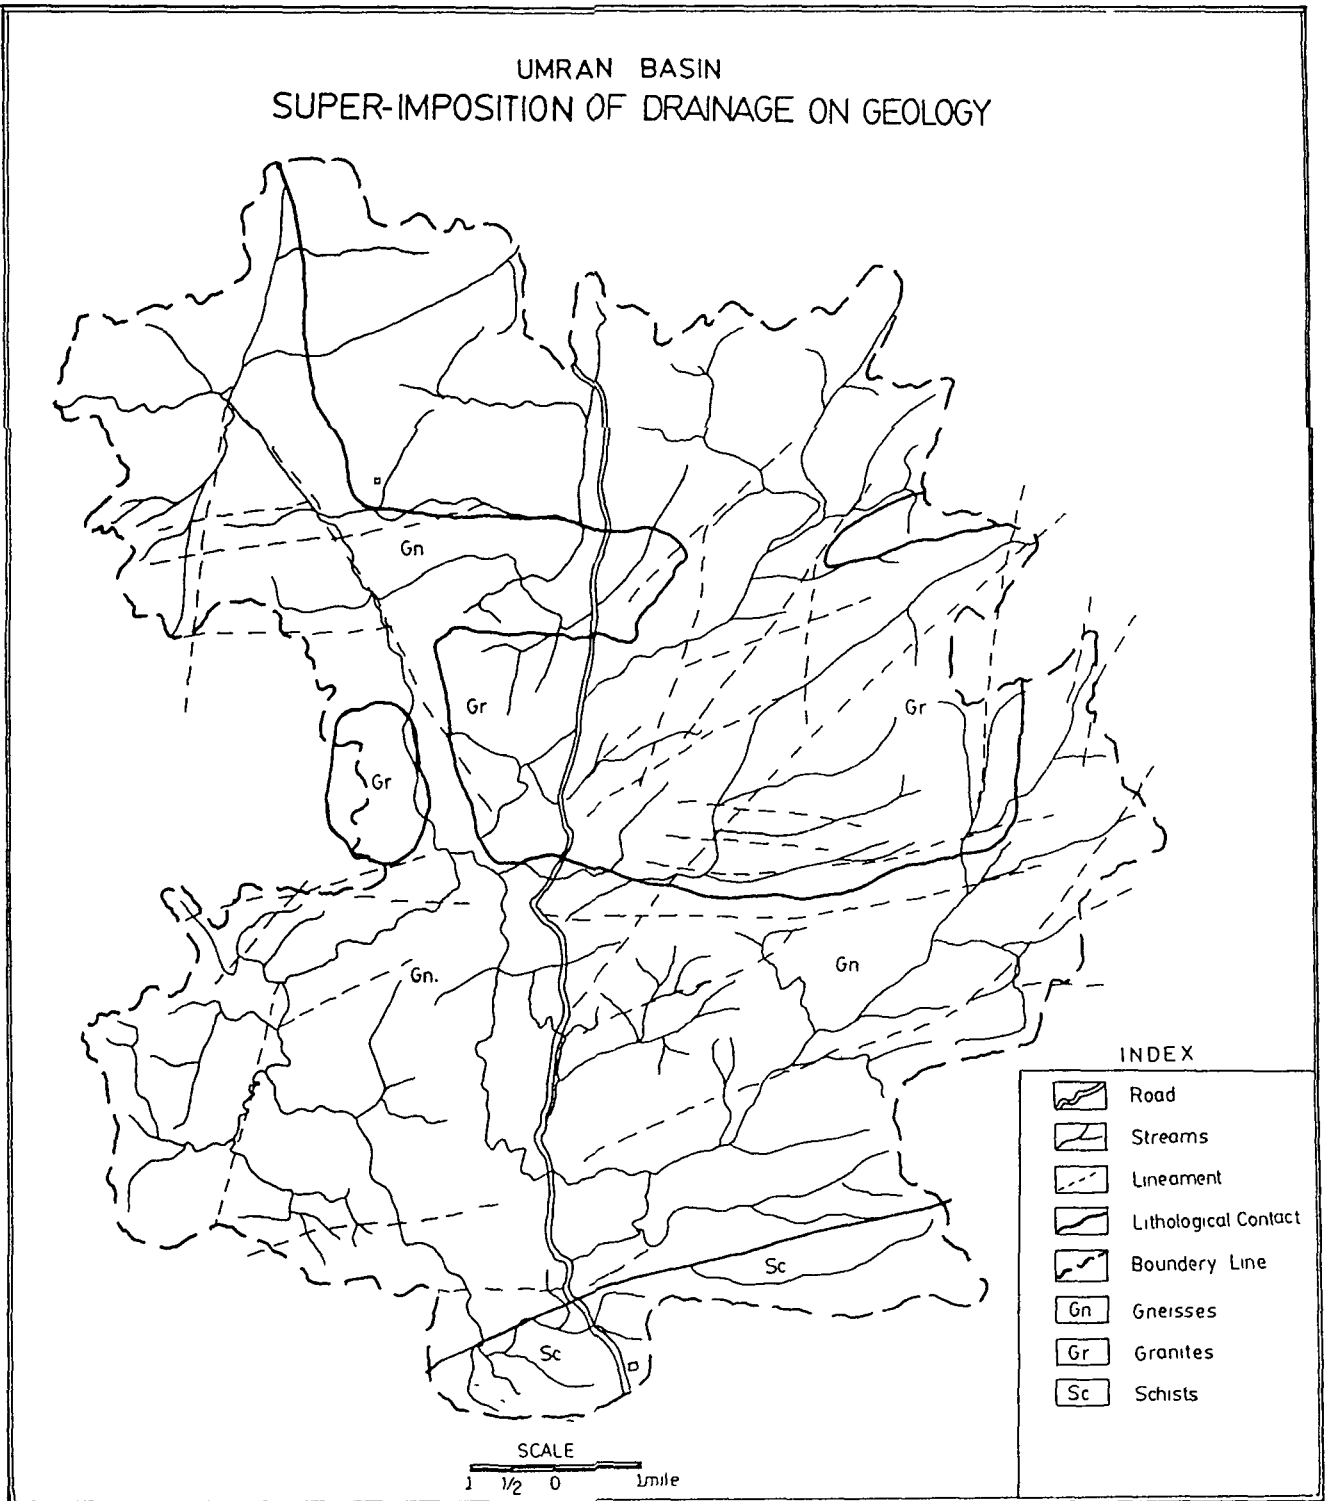 UMRAN BASIN
SUPER-IMPOSITION OF DRAINAGE ON GEOLOGY
Gn
Gr
Gr
Gr
Gn.
Gn
Sc
Sc
INDEX
Road
Streams
Lineament
Lithological Contact
Boundery Line
Gn Gneisses
Gr Granites
Sc Schists
SCALE
1 1/2 0 1mile